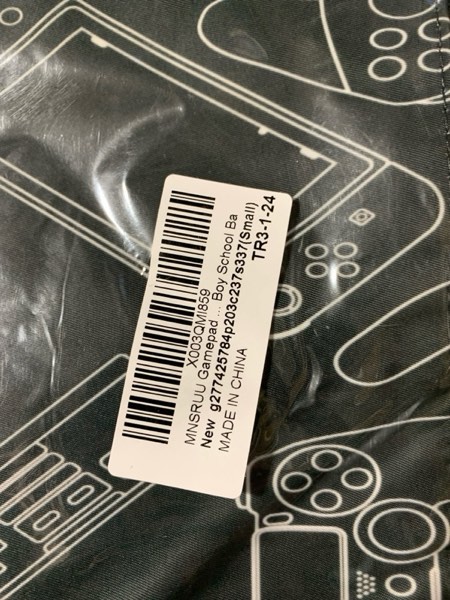 X003QMI859
MNSRUU Gamepad ... Boy School Ba
New g277425784p203c237s337(Small)
MADE IN CHINA
TR3-1-24